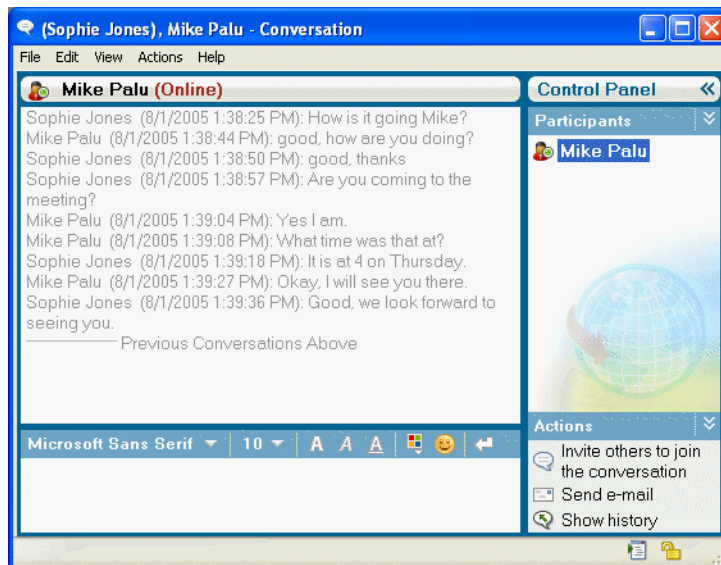 (Sophie Jones), Mike Palu - Conversation
File Edit View Actions Help
Mike Palu (Online)
Sophie Jones (8/1/2005 1:38:25 PM): How is it going Mike?
Mike Palu (8/1/2005 1:38:44 PM): good, how are you doing?
Sophie Jones (8/1/2005 1:38:50 PM): good, thanks
Sophie Jones (8/1/2005 1:38:57 PM): Are you coming to the
meeting?
Mike Palu (8/1/2005 1:39:04 PM): Yes I am.
Mike Palu (8/1/2005 1:39:08 PM): What time was that at?
Sophie Jones (8/1/2005 1:39:18 PM): It is at 4 on Thursday.
Mike Palu (8/1/2005 1:39:27 PM): Okay, I will see you there.
Sophie Jones (8/1/2005 1:39:36 PM): Good, we look forward to
seeing you.
Previous Conversations Above
Microsoft Sans Serif 10 A A A
Control Panel
Participants
Mike Palu
Actions
Invite others to join
the conversation
Send e-mail
Show history